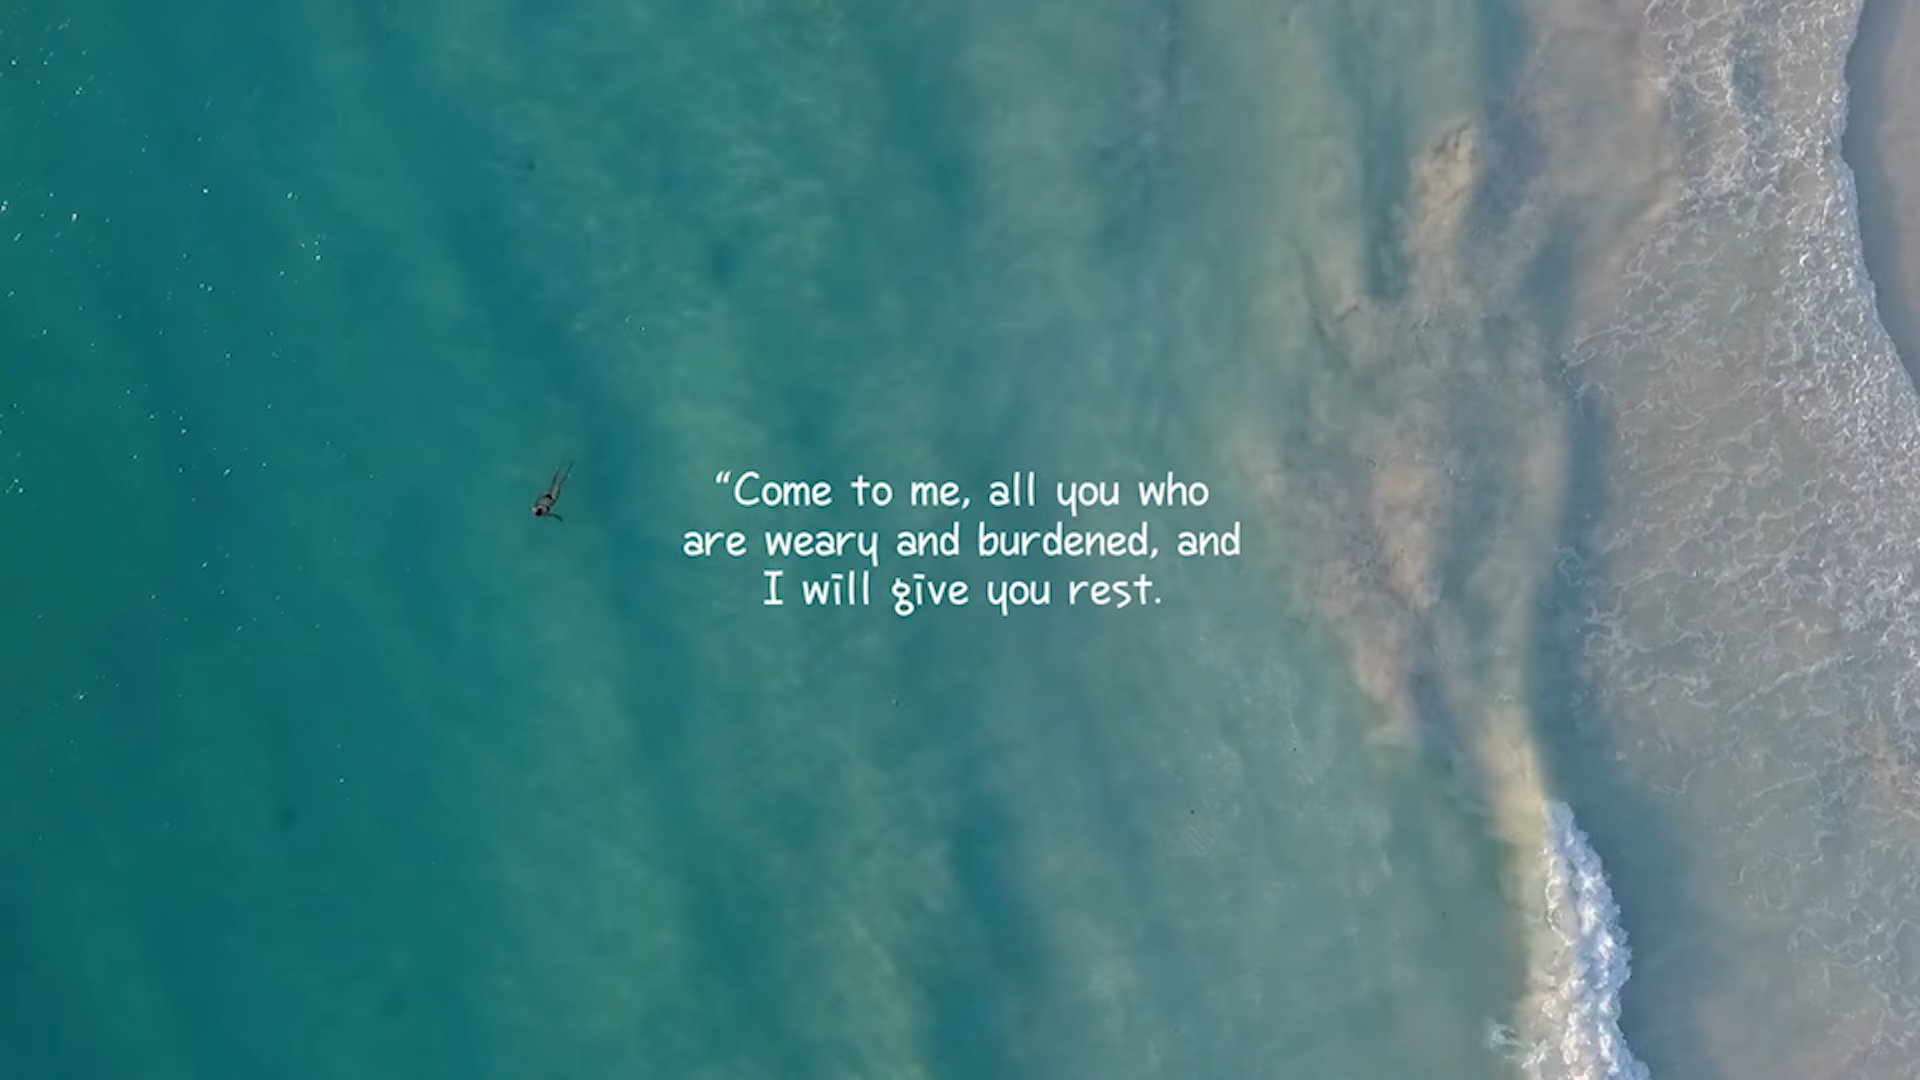 “Come to me, all you who
are weary and burdened, and
I will give you rest.